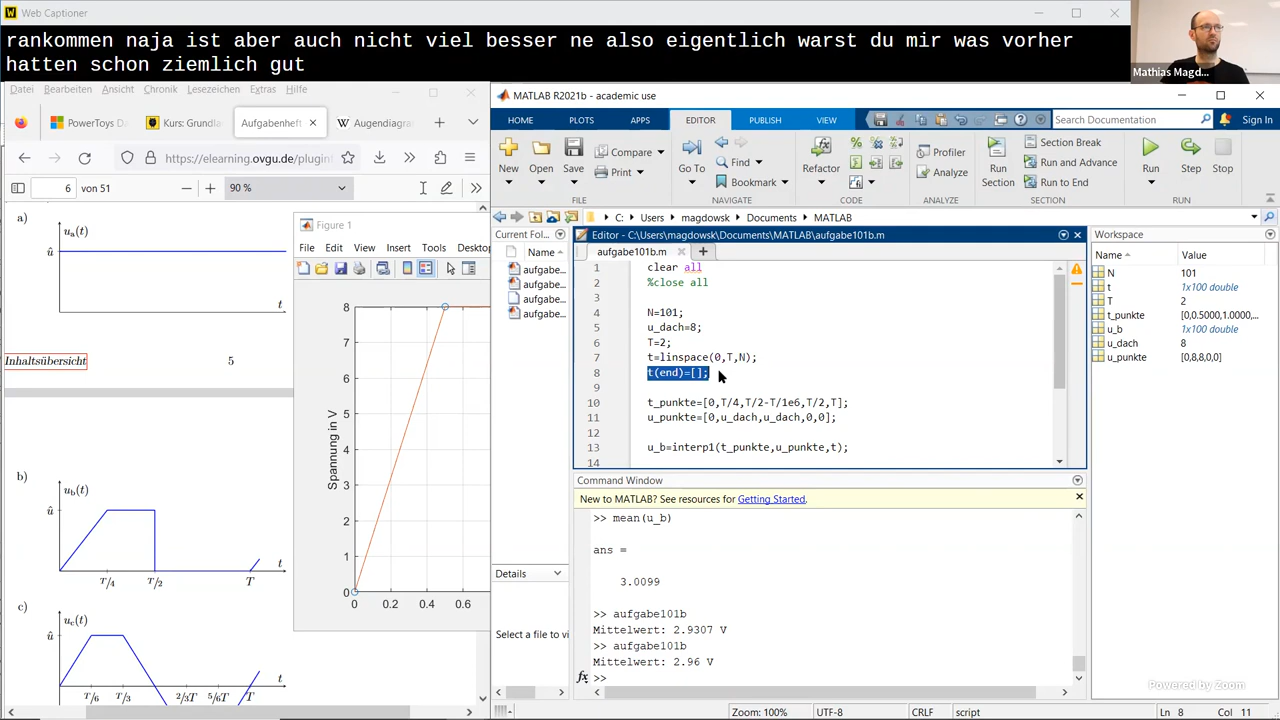 Web Captioner
rankommen naja ist aber auch nicht viel besser ne also eigentlich warst du mir was vorher
hatten schon ziemlich gut
Mathias Magd...
Datei Bearbeiten Ansicht Chronik Lesezeichen Extras Hilfe
PowerToys D
Kurs: Grundla
Aufgabenheft
Augendiagra
https://elearning.ovgu.de/plugin
6 von 51
90 %
a)
uₐ(t)
û
t
Inhaltsübersicht
5
b)
u_b(t)
û
t
T/4 T/2 T
c)
u_c(t)
û
t
T/6 T/3 2/3T 5/6T T
Figure 1
File Edit View Insert Tools Desktop
Spannung in V
8
7
6
5
4
3
2
1
0
0 0.2 0.4 0.6
MATLAB R2021b - academic use
HOME PLOTS APPS EDITOR PUBLISH VIEW
Search Documentation
Sign In
New Open Save
Compare
Print
FILE
Go To
Find
Bookmark
NAVIGATE
Refactor
CODE
Profiler
Analyze
ANALYZE
Run Section
Section Break
Run and Advance
Run to End
SECTION
Run Step Stop
RUN
C: Users magdowsk Documents MATLAB
Current Fol...
Name
aufgabe...
aufgabe...
aufgabe...
aufgabe...
Details
Select a file to vi
Editor - C:\Users\magdowsk\Documents\MATLAB\aufgabe101b.m
aufgabe101b.m
1 clear all
2 %close all
3
4 N=101;
5 u_dach=8;
6 T=2;
7 t=linspace(0,T,N);
8 t(end)=[];
9
10 t_punkte=[0,T/4,T/2-T/1e6,T/2,T];
11 u_punkte=[0,u_dach,u_dach,0,0];
12
13 u_b=interp1(t_punkte,u_punkte,t);
14
Command Window
New to MATLAB? See resources for Getting Started.
>> mean(u_b)
ans =
3.0099
>> aufgabe101b
Mittelwert: 2.9307 V
>> aufgabe101b
Mittelwert: 2.96 V
fx >>
Workspace
Name Value
N 101
t 1x100 double
T 2
t_punkte [0,0.5000,1.0000,...
u_b 1x100 double
u_dach 8
u_punkte [0,8,8,0,0]
Powered by Zoom
Zoom: 100% UTF-8 CRLF script Ln 8 Col 11